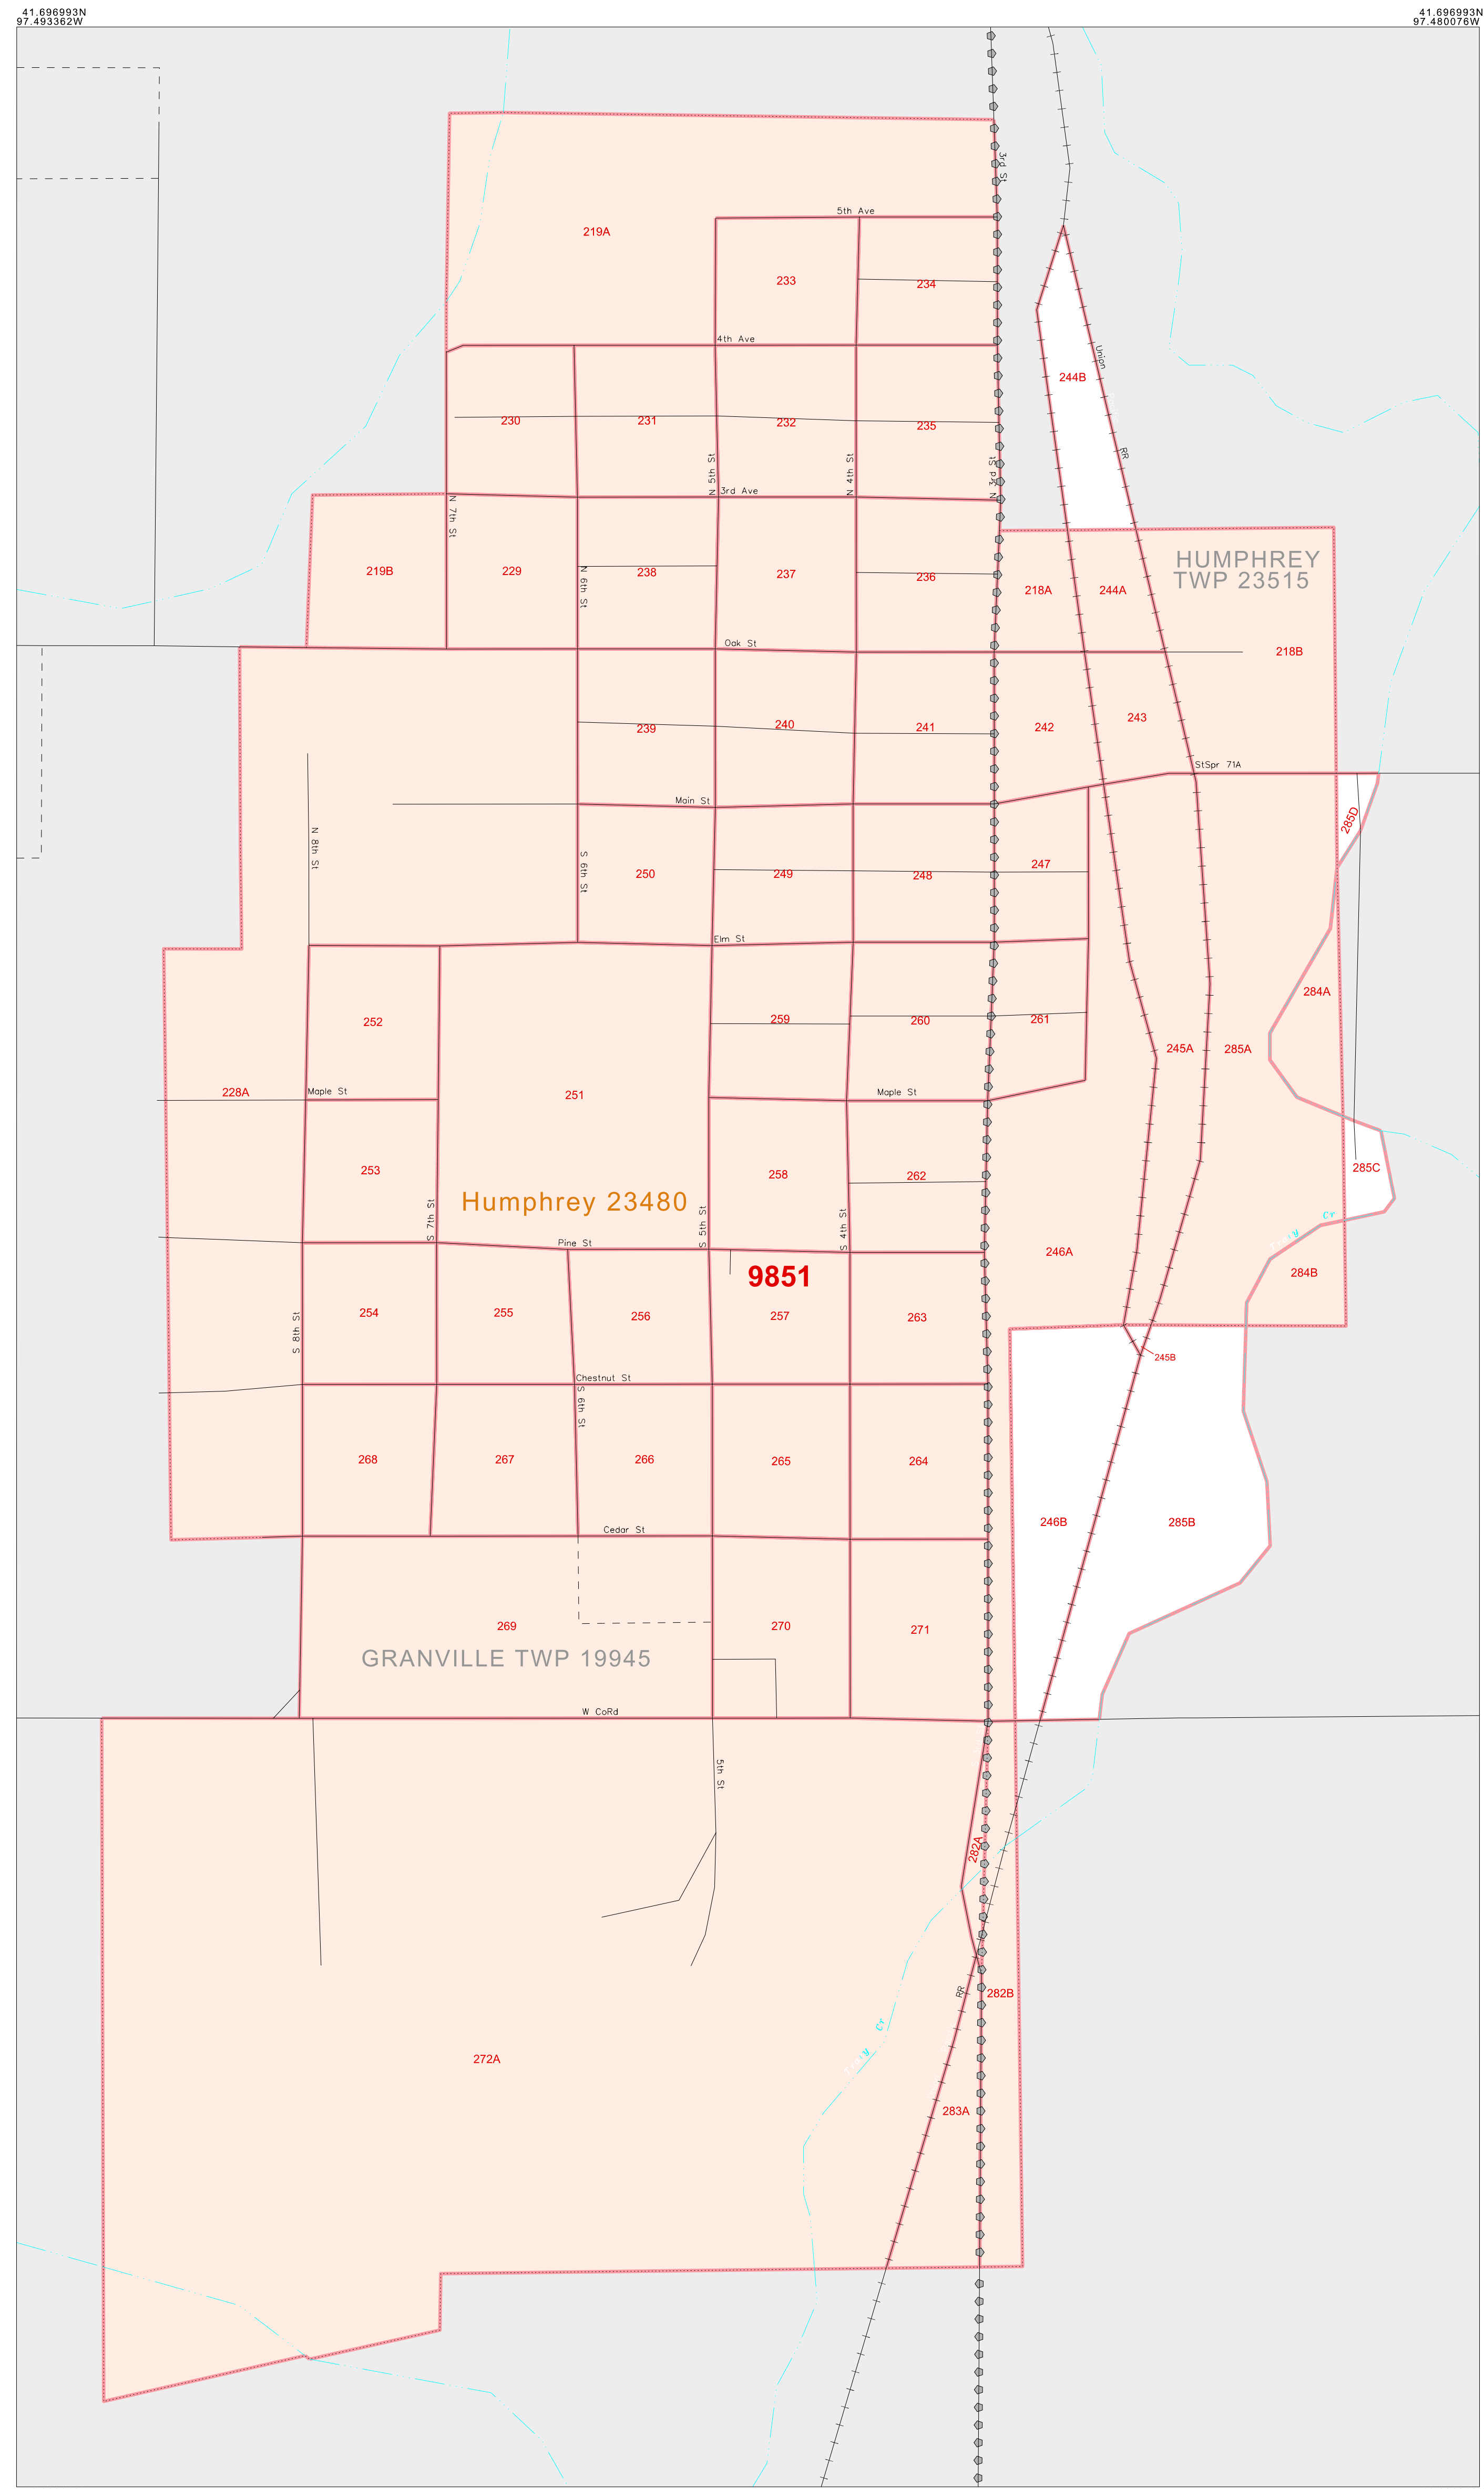 41.696993N
97.493362W
41.696993N
97.480076W
3rd St
5th Ave
219A
233
234
4th Ave
Union
244B
230
231
232
235
RR
N 5th St
N 4th St
N 3rd St
3rd Ave
N 7th St
HUMPHREY
TWP 23515
219B
229
N 6th St
238
237
236
218A
244A
Oak St
218B
239
240
241
242
243
StSpr 71A
Main St
285D
N 8th St
S 6th St
250
249
248
247
Elm St
284A
252
259
260
261
245A
285A
228A
Maple St
251
Maple St
253
258
262
285C
Humphrey 23480
S 7th St
S 5th St
S 4th St
Cr
Pine St
246A
284B
9851
S 8th St
254
255
256
257
263
245B
Chestnut St
S 6th St
268
267
266
265
264
246B
285B
Cedar St
269
270
271
GRANVILLE TWP 19945
W CoRd
5th St
282A
RR
282B
Cr
272A
283A